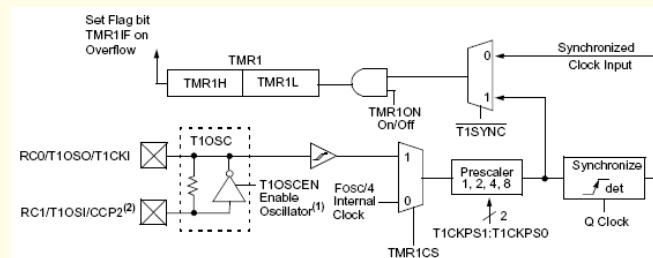 Set Flag bit
TMR1IF on
Overflow
TMR1
TMR1H
TMR1L
TMR1ON
On/Off
0
1
T1SYNC
Synchronized
Clock Input
RC0/T1OSO/T1CKI
T1OSC
RC1/T1OSI/CCP2(2)
T1OSCEN
Enable
Oscillator(1)
FOSC/4
Internal
Clock
1
0
TMR1CS
Prescaler
1, 2, 4, 8
2
T1CKPS1:T1CKPS0
Synchronize
det
Q Clock